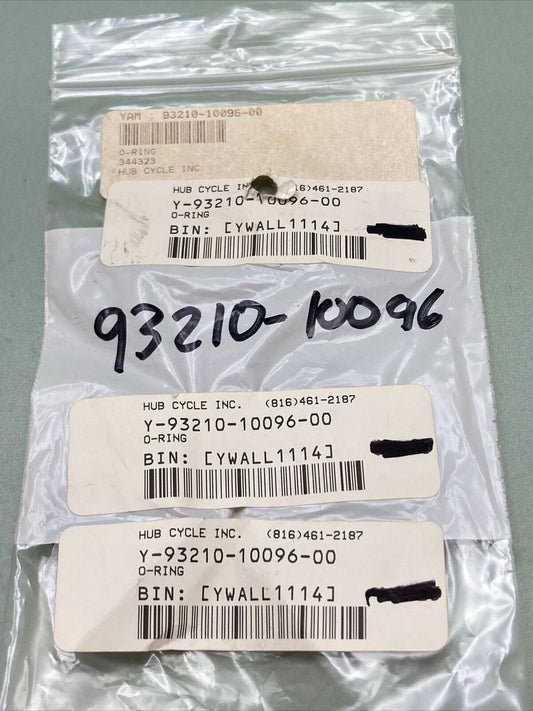 YAM : 93210-10096-00
O-RING
344323
HUB CYCLE INC
HUB CYCLE IN (816)461-2187
Y-93210-10096-00
O-RING
BIN: [YWALL1114]
93210-10096
HUB CYCLE INC. (816)461-2187
Y-93210-10096-00
O-RING
BIN: [YWALL1114]
HUB CYCLE INC. (816)461-2187
Y-93210-10096-00
O-RING
BIN: [YWALL1114]